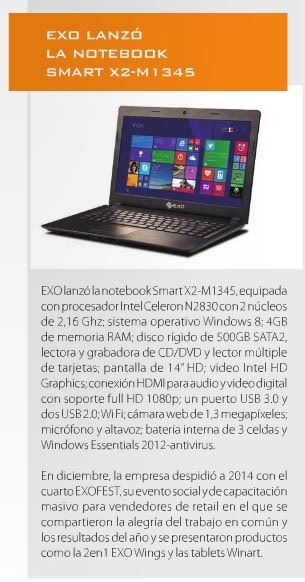 EXO LANZÓ
LA NOTEBOOK
SMART X2-M1345
EXO
EXO lanzó la notebook Smart X2-M1345, equipada
con procesador Intel Celeron N2830 con 2 núcleos
de 2,16 Ghz; sistema operativo Windows 8; 4GB
de memoria RAM; disco rígido de 500GB SATA2,
lectora y grabadora de CD/DVD y lector múltiple
de tarjetas; pantalla de 14” HD; video Intel HD
Graphics; conexión HDMI para audio y video digital
con soporte full HD 1080p; un puerto USB 3.0 y
dos USB 2.0; Wi Fi; cámara web de 1,3 megapíxeles;
micrófono y altavoz; batería interna de 3 celdas y
Windows Essentials 2012-antivirus.
En diciembre, la empresa despidió a 2014 con el
cuarto EXOFEST, su evento social y de capacitación
masivo para vendedores de retail en el que se
compartieron la alegría del trabajo en común y
los resultados del año y se presentaron productos
como la 2en1 EXO Wings y las tablets Winart.